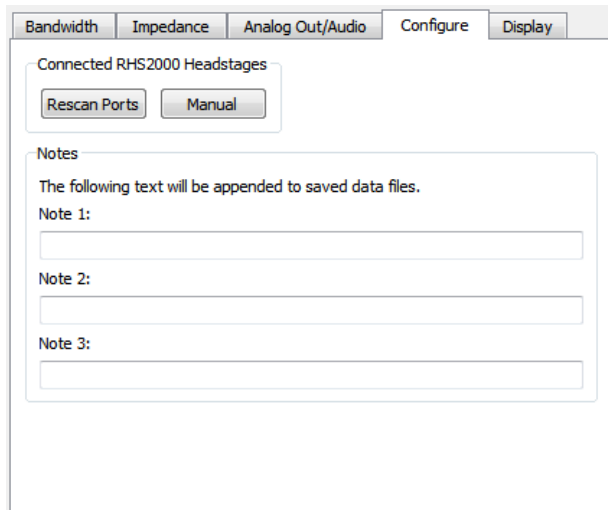 Bandwidth Impedance Analog Out/Audio Configure Display
Connected RHS2000 Headstages
Rescan Ports Manual
Notes
The following text will be appended to saved data files.
Note 1:
Note 2:
Note 3: